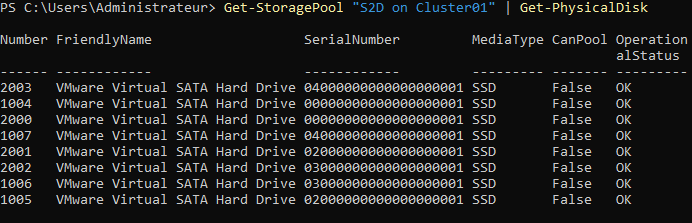 PS C:\Users\Administrateur> Get-StoragePool "S2D on Cluster01" | Get-PhysicalDisk
Number FriendlyName SerialNumber MediaType CanPool Operation
alStatus
------ ------------ ------------ --------- ------- ---------
2003 VMware Virtual SATA Hard Drive 04000000000000000001 SSD False OK
1004 VMware Virtual SATA Hard Drive 00000000000000000001 SSD False OK
2000 VMware Virtual SATA Hard Drive 00000000000000000001 SSD False OK
1007 VMware Virtual SATA Hard Drive 04000000000000000001 SSD False OK
2001 VMware Virtual SATA Hard Drive 02000000000000000001 SSD False OK
2002 VMware Virtual SATA Hard Drive 03000000000000000001 SSD False OK
1006 VMware Virtual SATA Hard Drive 03000000000000000001 SSD False OK
1005 VMware Virtual SATA Hard Drive 02000000000000000001 SSD False OK